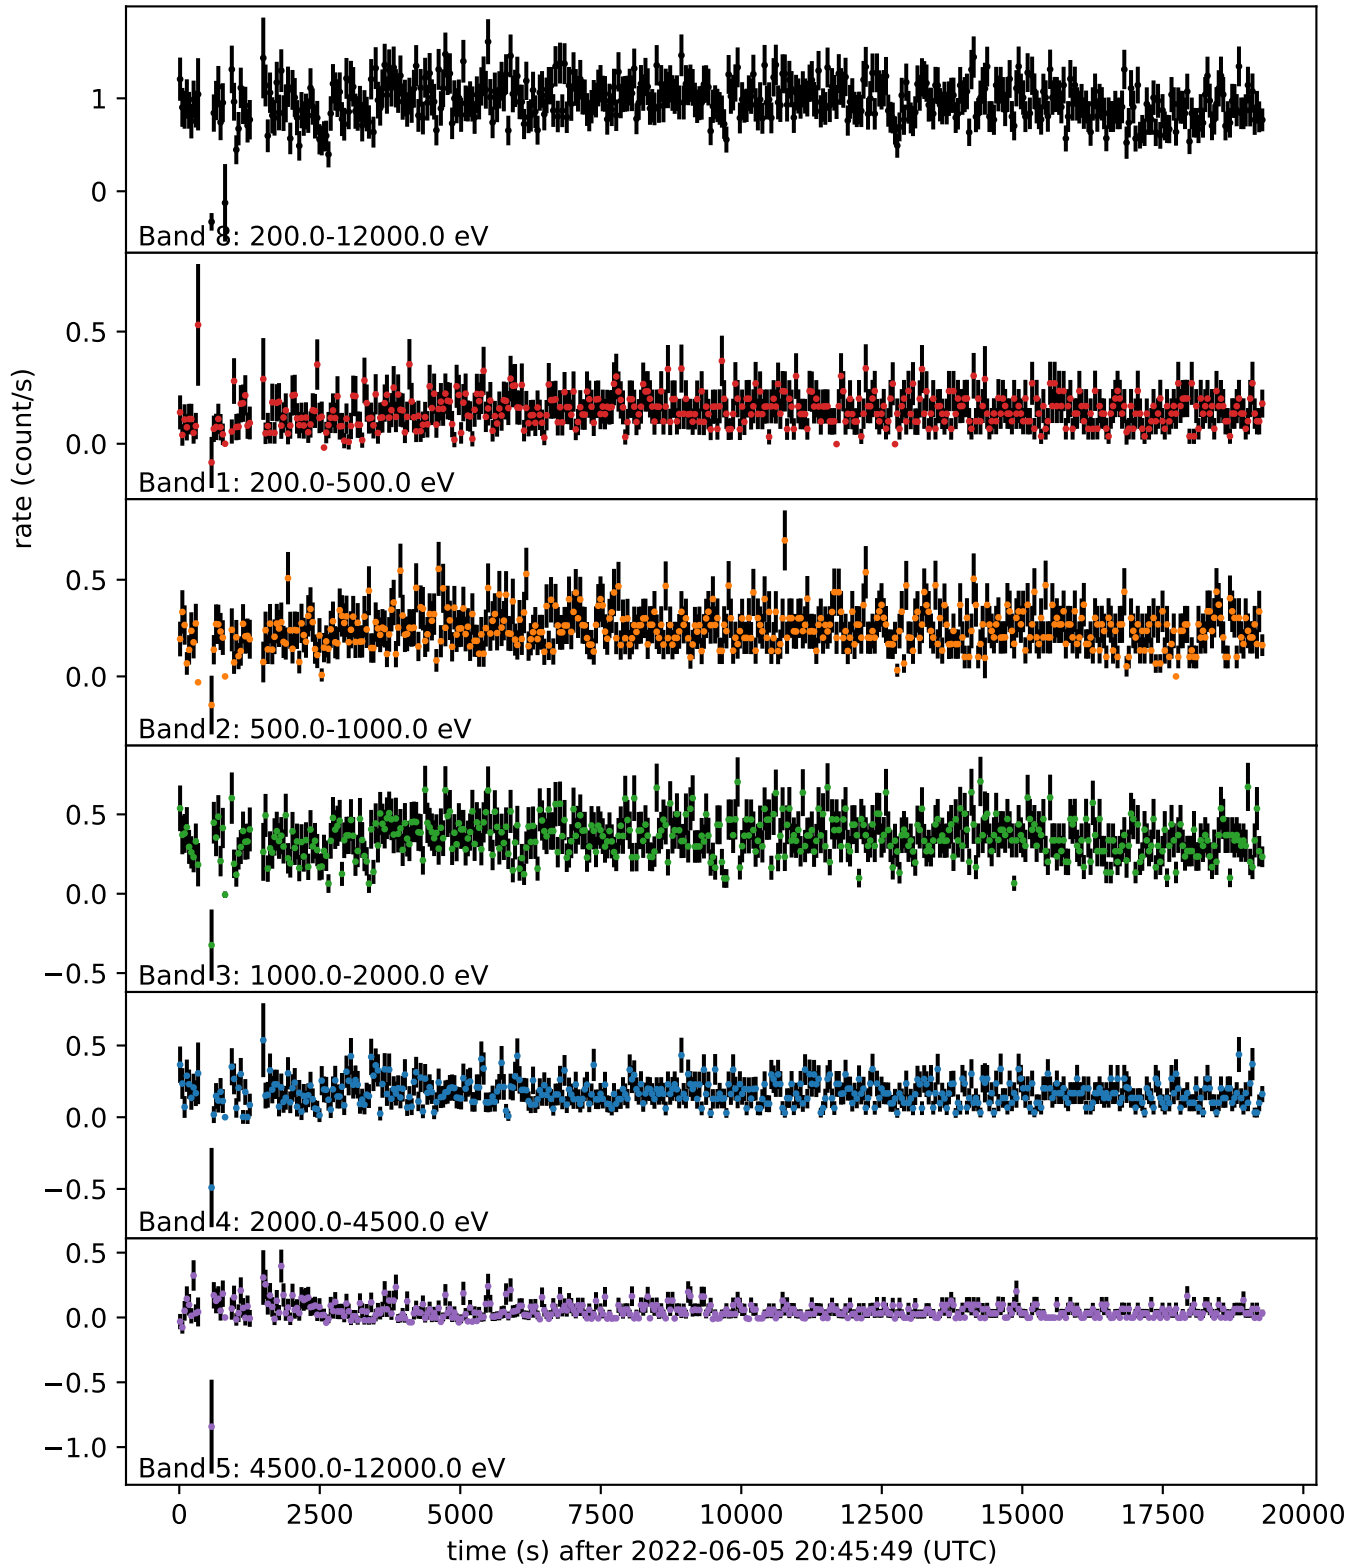 1
0
Band 8: 200.0-12000.0 eV
0.5
0.0
Band 1: 200.0-500.0 eV
rate (count/s)
0.5
0.0
Band 2: 500.0-1000.0 eV
0.5
0.0
−0.5
Band 3: 1000.0-2000.0 eV
0.5
0.0
−0.5
Band 4: 2000.0-4500.0 eV
0.5
0.0
−0.5
−1.0
Band 5: 4500.0-12000.0 eV
0 2500 5000 7500 10000 12500 15000 17500 20000
time (s) after 2022-06-05 20:45:49 (UTC)